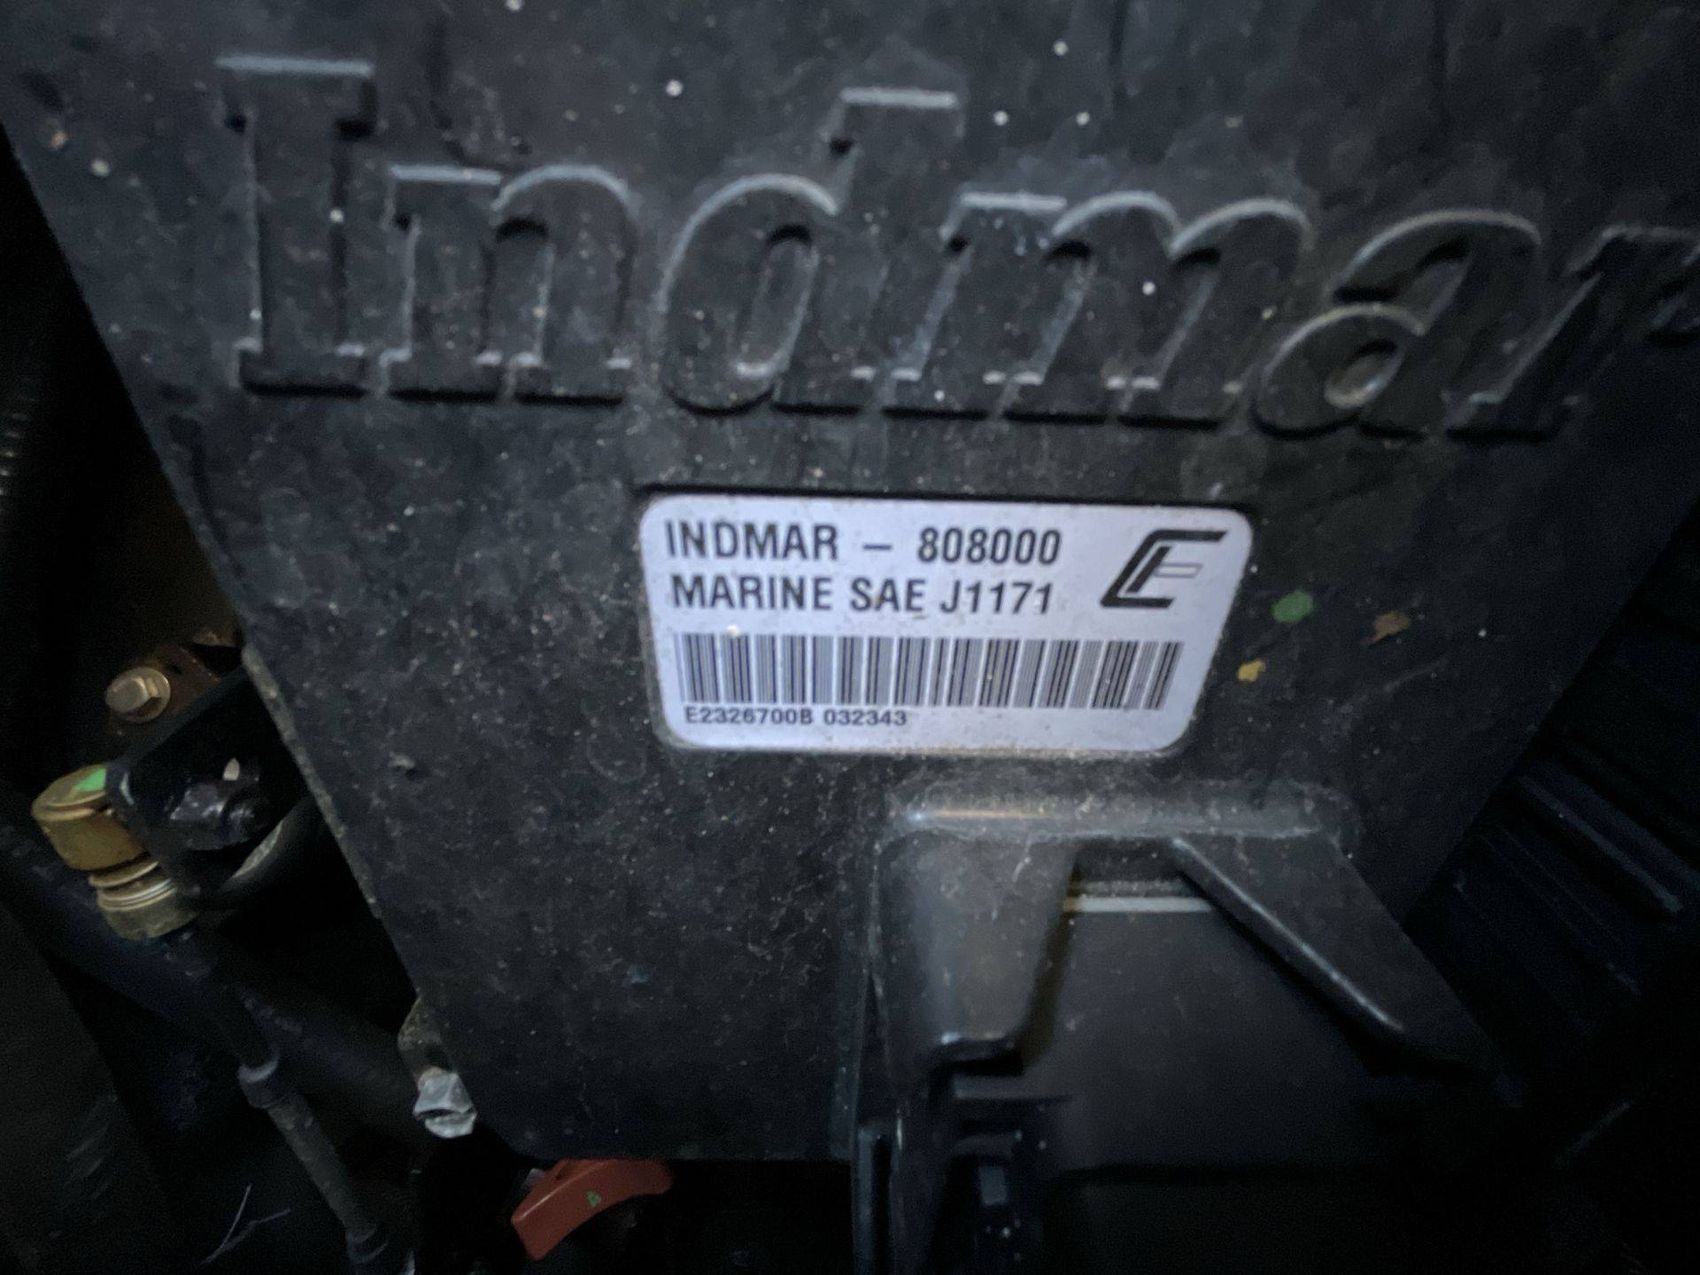 Indmar
INDMAR – 808000
MARINE SAE J1171
E2326700B 032343